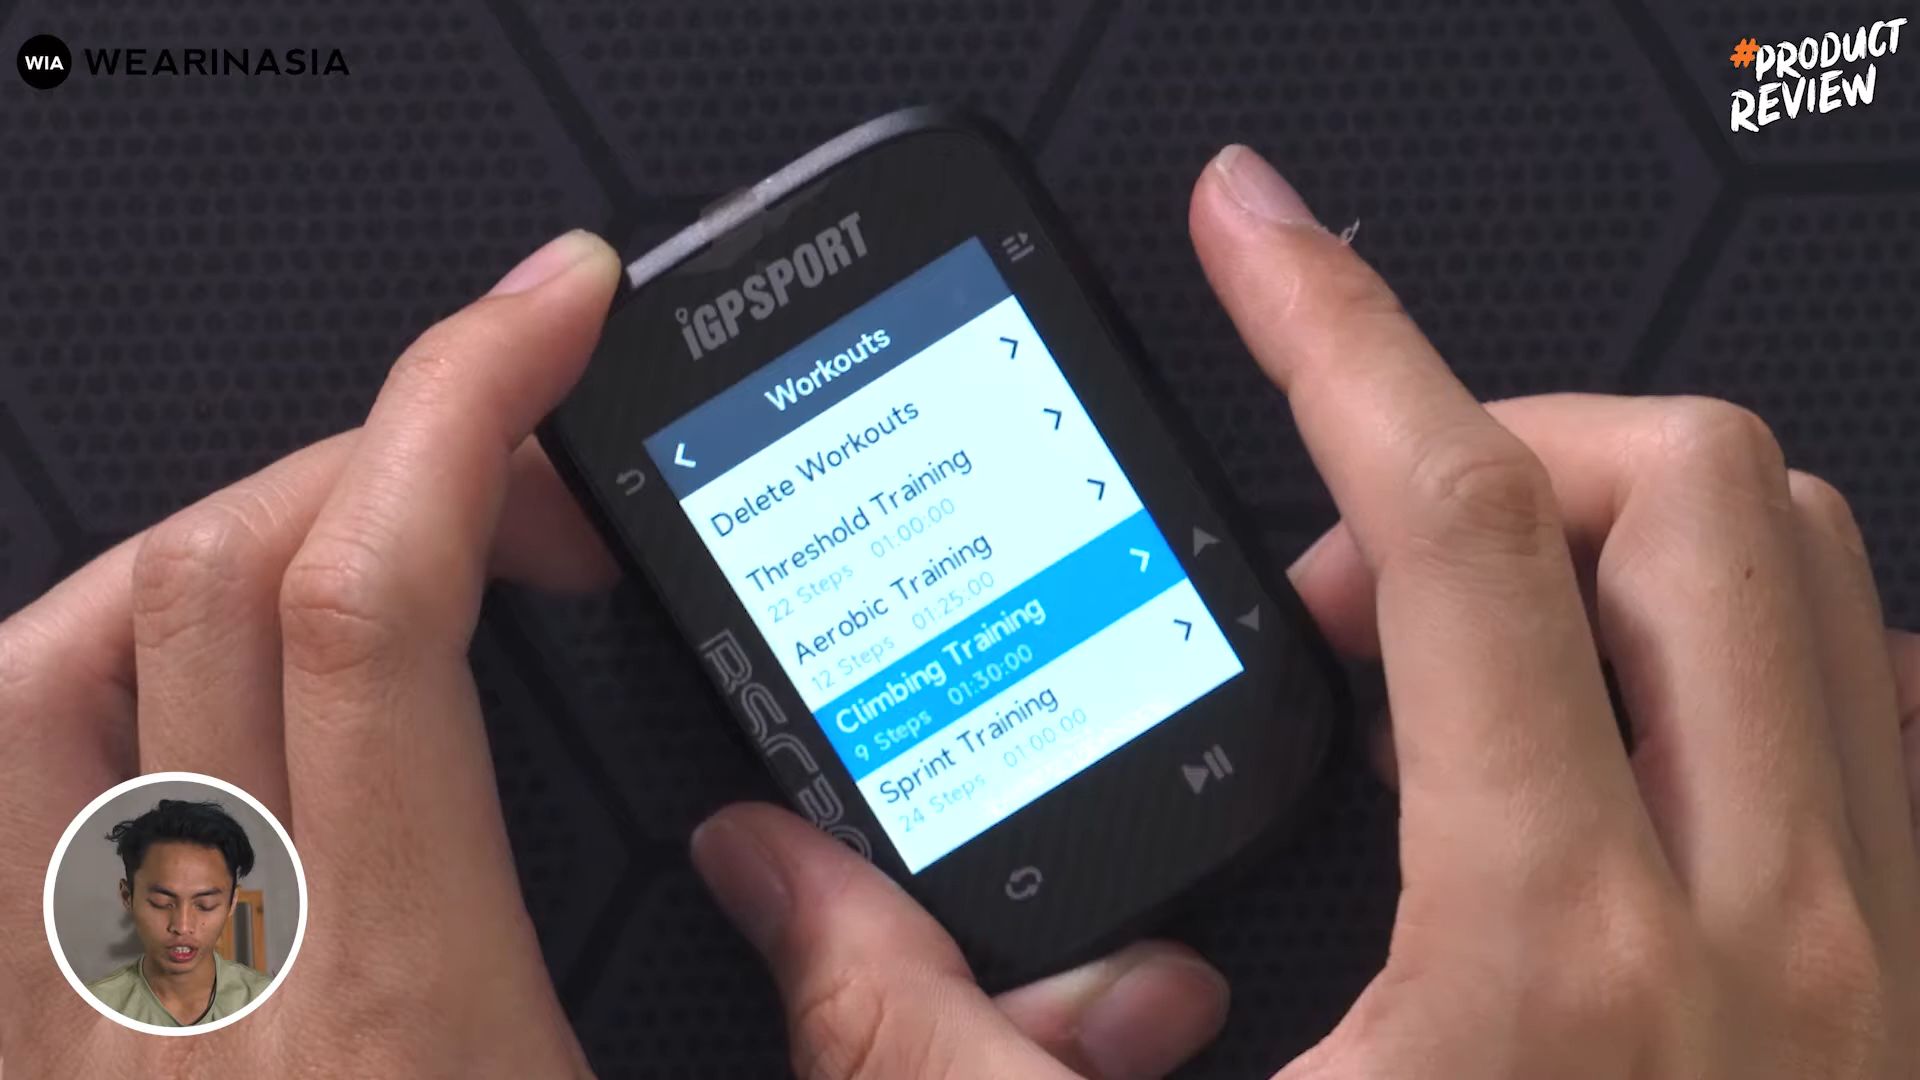 WIA WEARINASIA
#PRODUCT
REVIEW
iGPSPORT
Workouts
Delete Workouts
Threshold Training
22 Steps 01:00:00
Aerobic Training
12 Steps 01:25:00
Climbing Training
9 Steps 01:30:00
Sprint Training
24 Steps 01:00:00